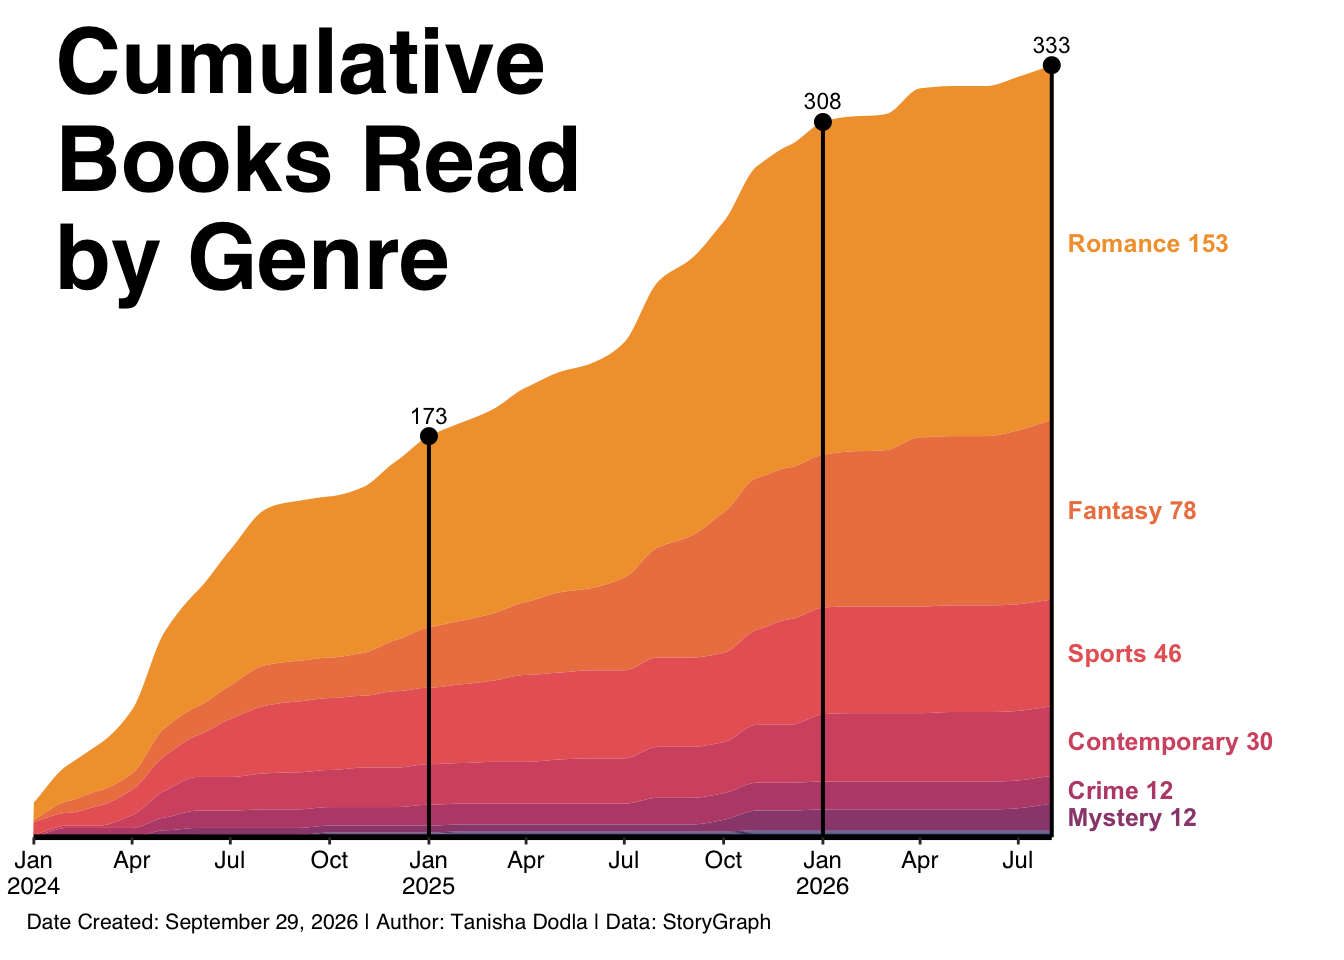 Cumulative
Books Read
by Genre
333
308
173
Romance 153
Fantasy 78
Sports 46
Contemporary 30
Crime 12
Mystery 12
Jan Apr Jul Oct Jan Apr Jul Oct Jan Apr Jul
2024 2025 2026
Date Created: September 29, 2026 | Author: Tanisha Dodla | Data: StoryGraph